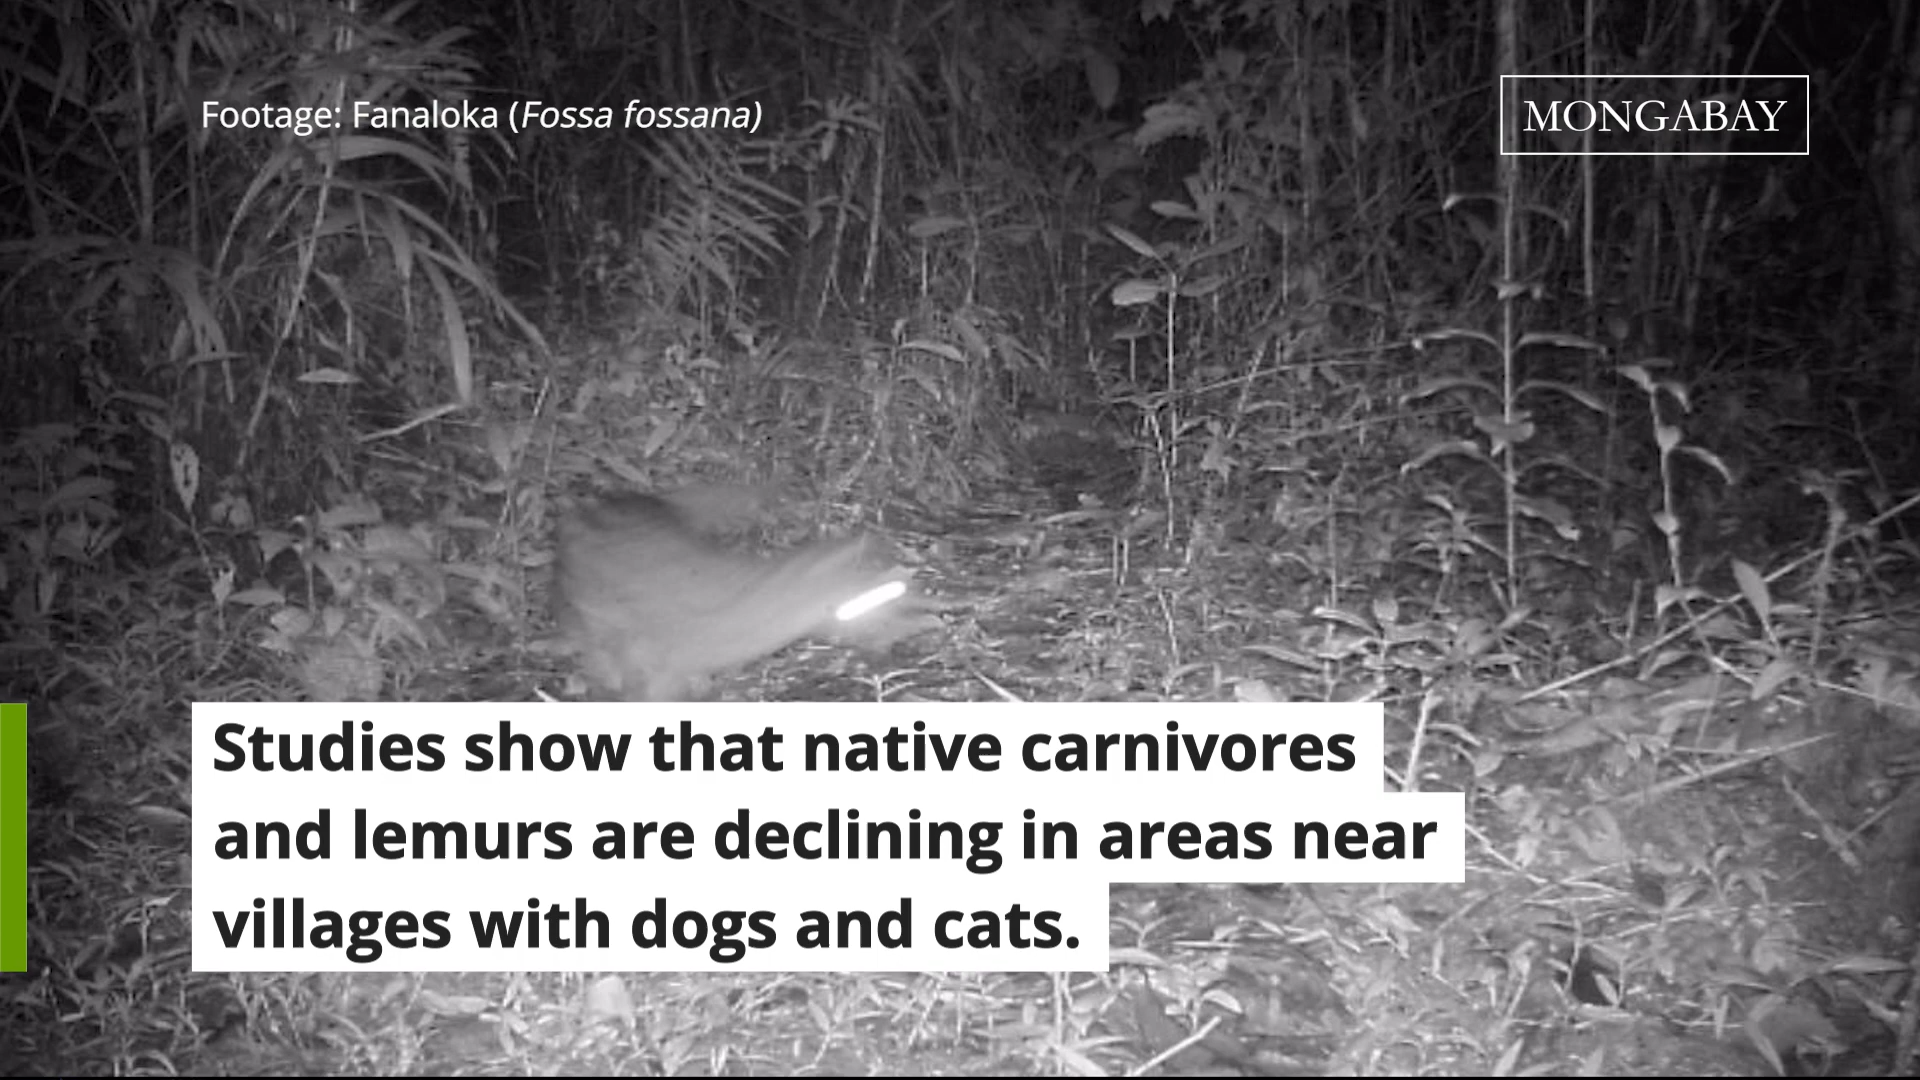 Footage: Fanaloka (Fossa fossana)
MONGABAY
Studies show that native carnivores
and lemurs are declining in areas near
villages with dogs and cats.